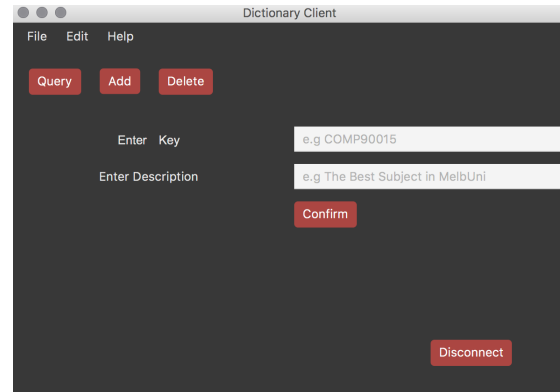 Dictionary Client
File Edit Help
Query Add Delete
Enter Key e.g COMP90015
Enter Description e.g The Best Subject in MelbUni
Confirm
Disconnect